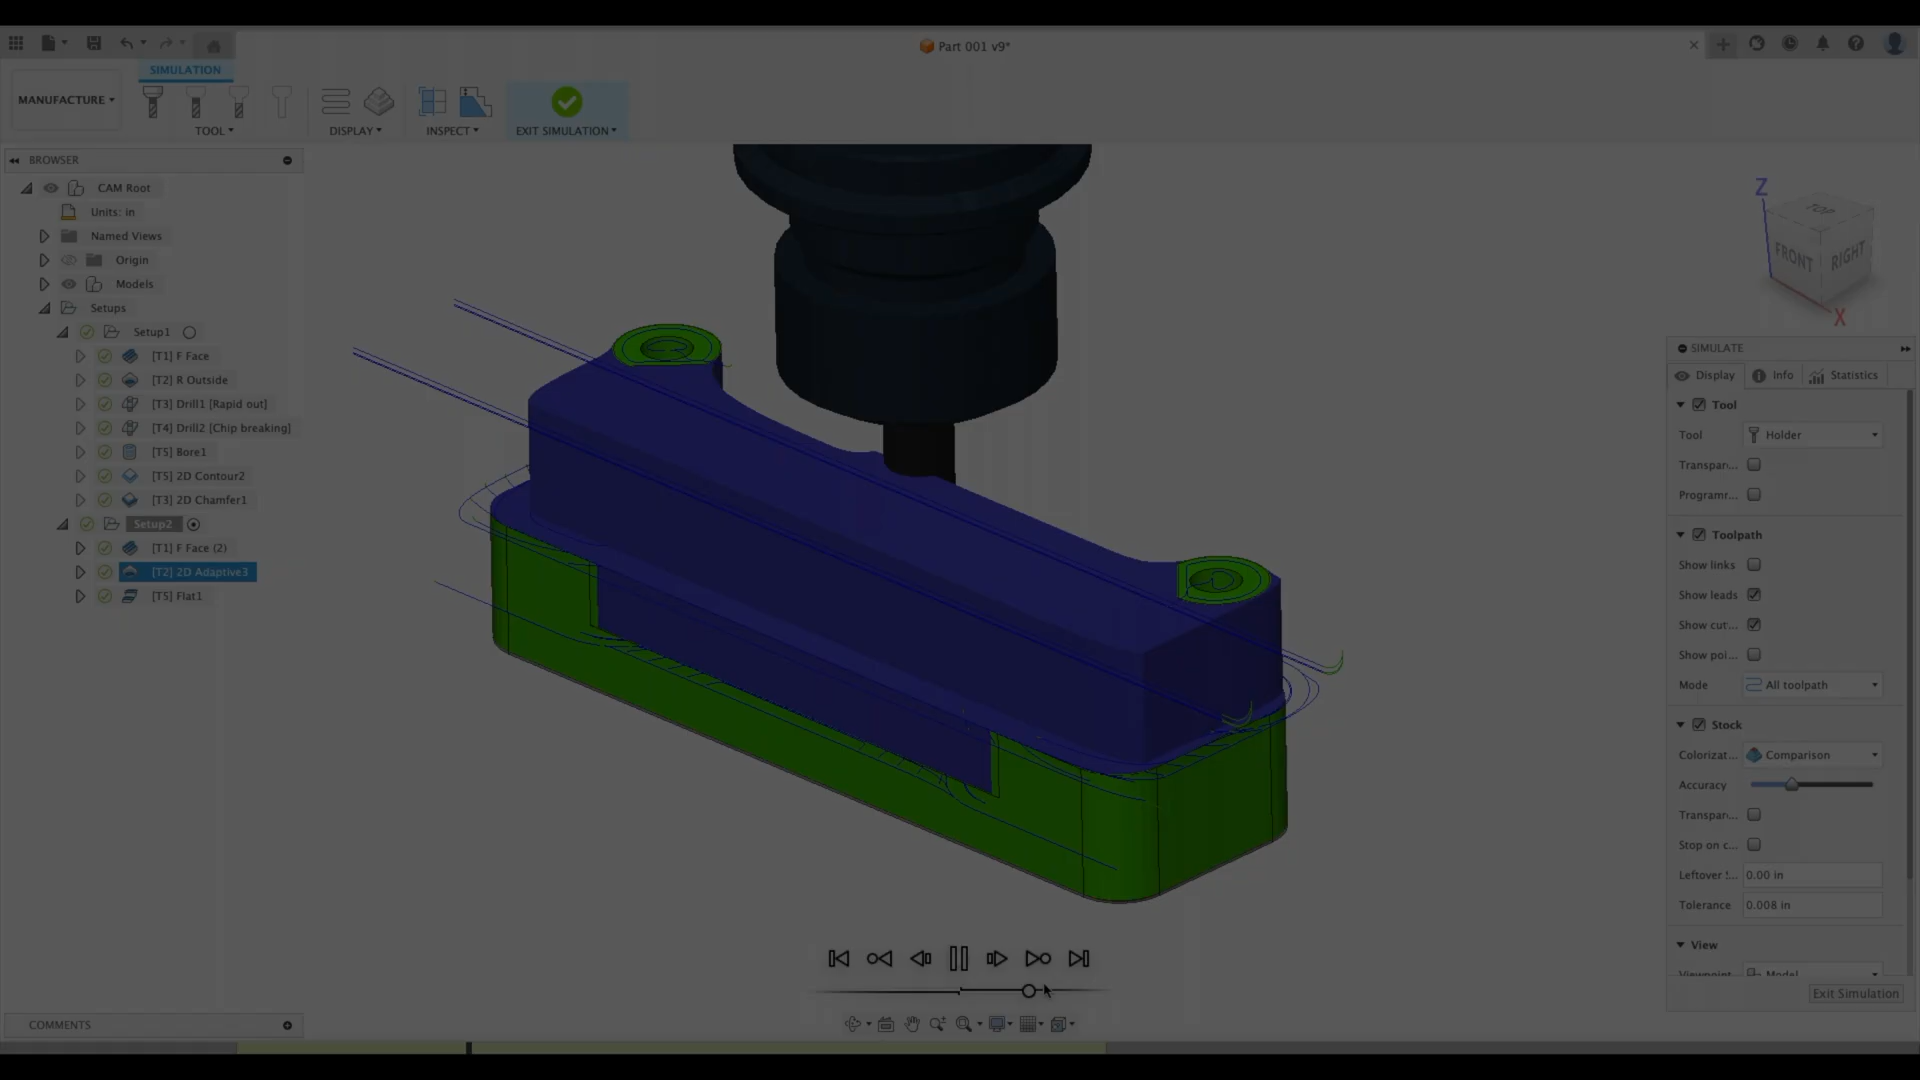 Part 001 v9*
SIMULATION
MANUFACTURE
TOOL
DISPLAY
INSPECT
EXIT SIMULATION
BROWSER
CAM Root
Units: in
Named Views
Origin
Models
Setups
Setup1
[T1] F Face
[T2] R Outside
[T3] Drill1 [Rapid out]
[T4] Drill2 [Chip breaking]
[T5] Bore1
[T5] 2D Contour2
[T3] 2D Chamfer1
Setup2
[T1] F Face (2)
[T2] 2D Adaptive3
[T5] Flat1
Z
TOP
FRONT
RIGHT
X
SIMULATE
Display
Info
Statistics
Tool
Tool Holder
Transpar...
Programr...
Toolpath
Show links
Show leads
Show cut...
Show poi...
Mode All toolpath
Stock
Colorizat... Comparison
Accuracy
Transpar...
Stop on c...
Leftover !... 0.00 in
Tolerance 0.008 in
View
Viewpoint Model
Exit Simulation
COMMENTS